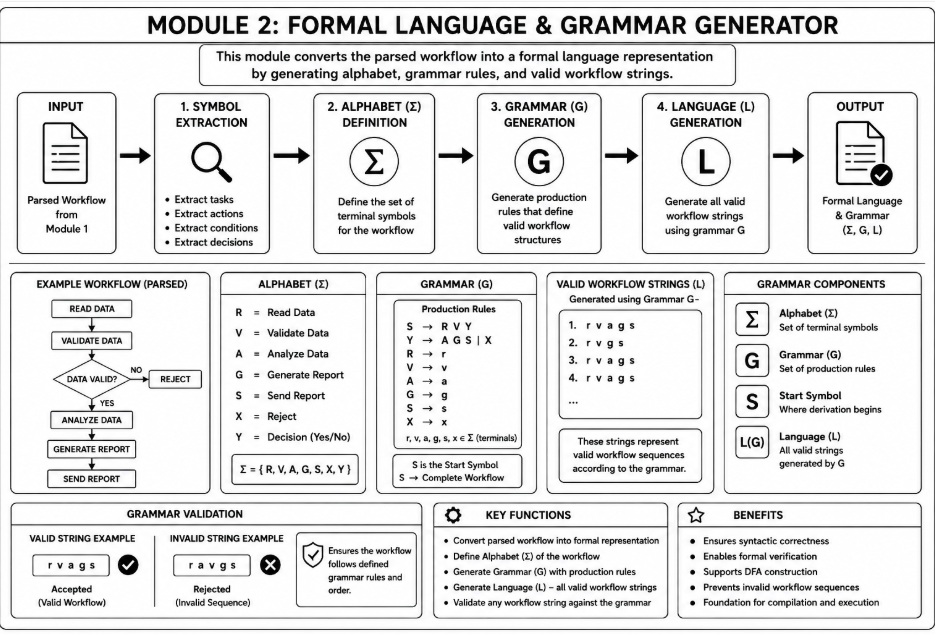 MODULE 2: FORMAL LANGUAGE & GRAMMAR GENERATOR
This module converts the parsed workflow into a formal language representation
by generating alphabet, grammar rules, and valid workflow strings.
INPUT
Parsed Workflow
from
Module 1
1. SYMBOL
EXTRACTION
• Extract tasks
• Extract actions
• Extract conditions
• Extract decisions
2. ALPHABET (Σ)
DEFINITION
Σ
Define the set of
terminal symbols
for the workflow
3. GRAMMAR (G)
GENERATION
G
Generate production
rules that define
valid workflow
structures
4. LANGUAGE (L)
GENERATION
L
Generate all valid
workflow strings
using grammar G
OUTPUT
Formal Language
& Grammar
(Σ, G, L)
EXAMPLE WORKFLOW (PARSED)
READ DATA
VALIDATE DATA
DATA VALID?
NO
REJECT
YES
ANALYZE DATA
GENERATE REPORT
SEND REPORT
ALPHABET (Σ)
R = Read Data
V = Validate Data
A = Analyze Data
G = Generate Report
S = Send Report
X = Reject
Y = Decision (Yes/No)
Σ = { R, V, A, G, S, X, Y }
GRAMMAR (G)
Production Rules
S → R V Y
Y → A G S | X
R → r
V → v
A → a
G → g
S → s
X → x
r, v, a, g, s, x ∈ Σ (terminals)
S is the Start Symbol
S → Complete Workflow
VALID WORKFLOW STRINGS (L)
Generated using Grammar G-
1. r v a g s
2. r v g s
3. r v a g s
4. r v a g s
...
These strings represent
valid workflow sequences
according to the grammar.
GRAMMAR COMPONENTS
Σ
Alphabet (Σ)
Set of terminal symbols
G
Grammar (G)
Set of production rules
S
Start Symbol
Where derivation begins
L(G)
Language (L)
All valid strings
generated by G
GRAMMAR VALIDATION
VALID STRING EXAMPLE
r v a g s
Accepted
(Valid Workflow)
INVALID STRING EXAMPLE
r a v g s
Rejected
(Invalid Sequence)
Ensures the workflow
follows defined
grammar rules and
order.
KEY FUNCTIONS
• Convert parsed workflow into formal representation
• Define Alphabet (Σ) of the workflow
• Generate Grammar (G) with production rules
• Generate Language (L) – all valid workflow strings
• Validate any workflow string against the grammar
BENEFITS
• Ensures syntactic correctness
• Enables formal verification
• Supports DFA construction
• Prevents invalid workflow sequences
• Foundation for compilation and execution